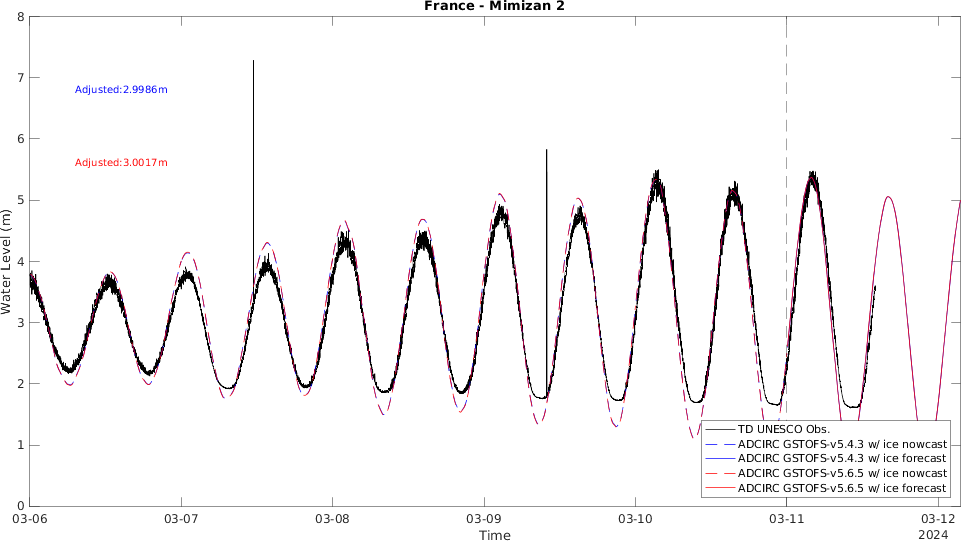 France - Mimizan 2
8
7
6
5
4
3
2
1
0
Water Level (m)
Adjusted:2.9986m
Adjusted:3.0017m
TD UNESCO Obs.
ADCIRC GSTOFS-v5.4.3 w/ ice nowcast
ADCIRC GSTOFS-v5.4.3 w/ ice forecast
ADCIRC GSTOFS-v5.6.5 w/ ice nowcast
ADCIRC GSTOFS-v5.6.5 w/ ice forecast
03-06 03-07 03-08 03-09 03-10 03-11 03-12
Time
2024